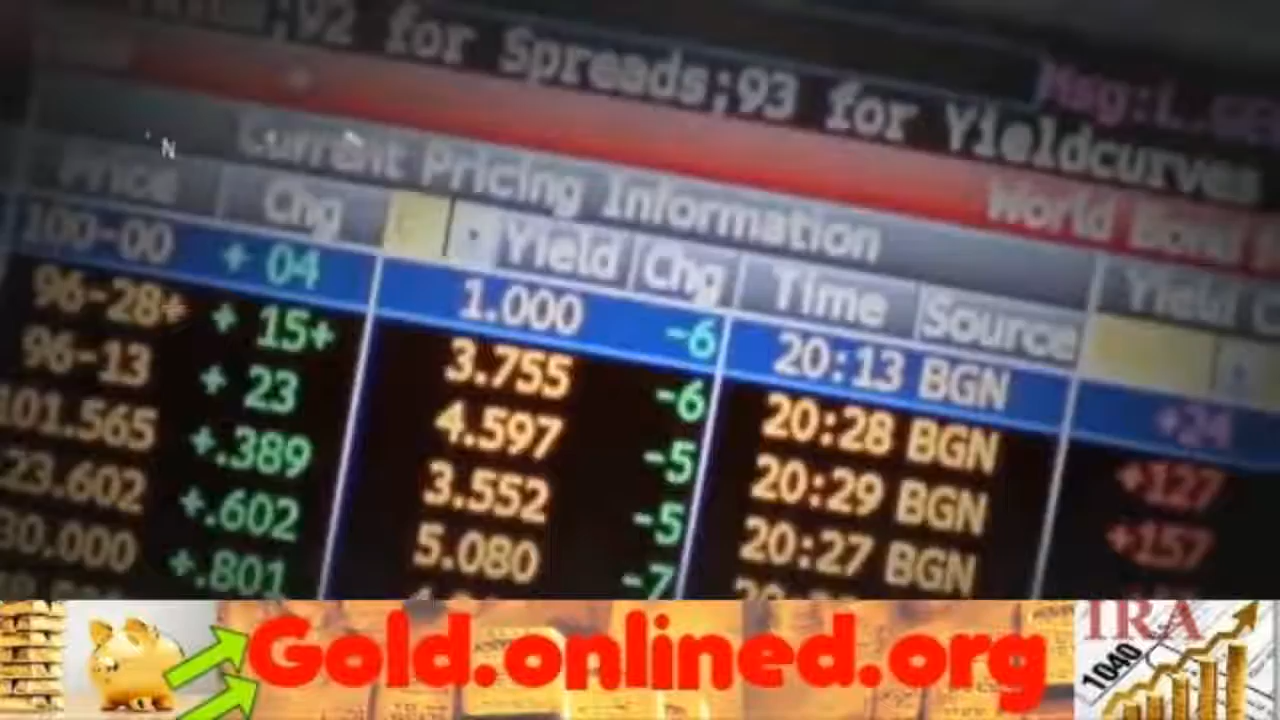 ;92 for Spreads;93 for Yieldcurves
Msg:L.
World Bond
Current Pricing Information
Price Chg Yield Chg Time Source Yield
100-00 + 04 1.000 -6 20:13 BGN +24
96-28+ + 15+ 3.755 -6 20:28 BGN +127
96-13 + 23 4.597 -5 20:29 BGN +157
101.565 +.389 3.552 -5 20:27 BGN
23.602 +.602 5.080 -7
30.000 +.801
N
Gold.onlined.org
IRA
1040